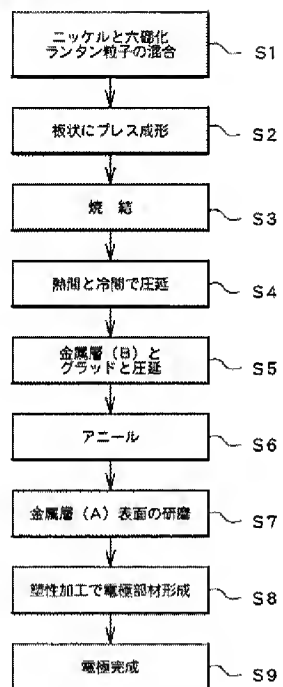 ニッケルと六硼化
ランタン粒子の混合
S1
板状にプレス成形
S2
焼結
S3
熱間と冷間で圧延
S4
金属層(B)と
グラッドと圧延
S5
アニール
S6
金属層(A)表面の研磨
S7
塑性加工で電極部材形成
S8
電極完成
S9